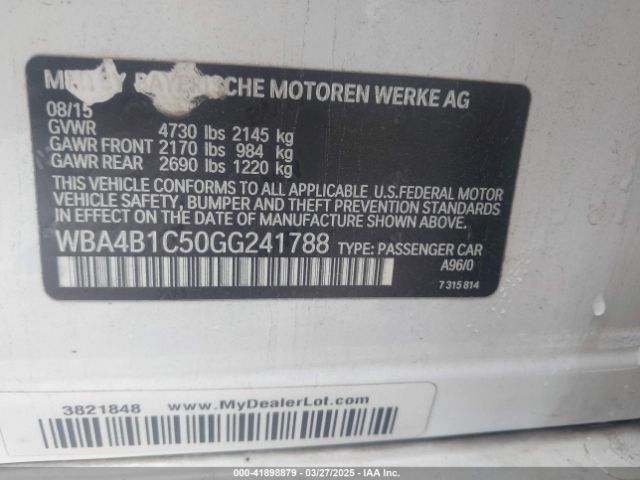 MOTOREN WERKE AG
08/15
GVWR 4730 lbs 2145 kg
GAWR FRONT 2170 lbs 984 kg
GAWR REAR 2690 lbs 1220 kg
THIS VEHICLE CONFORMS TO ALL APPLICABLE U.S.FEDERAL MOTOR
VEHICLE SAFETY, BUMPER AND THEFT PREVENTION STANDARDS
IN EFFECT ON THE DATE OF MANUFACTURE SHOWN ABOVE.
WBA4B1C50GG241788 TYPE: PASSENGER CAR
A96/0
7 315 814
3821848 www.MyDealerLot.com
000-41898879 - 03/27/2025 - IAA Inc.